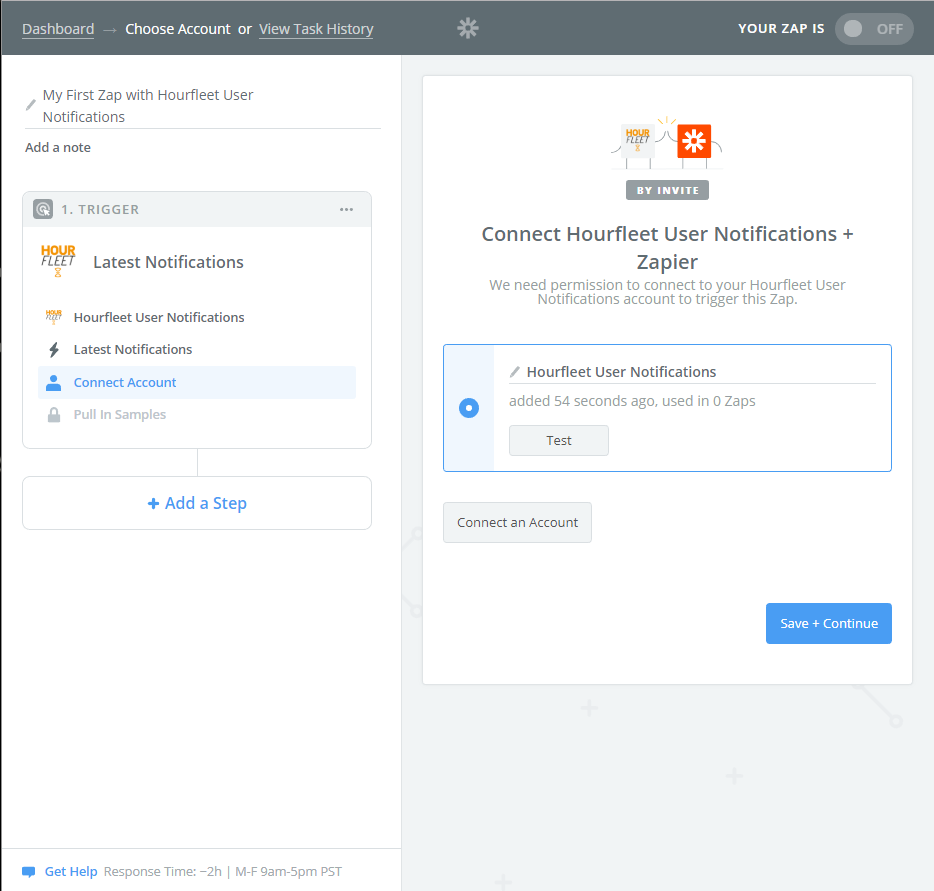 Dashboard → Choose Account or View Task History
YOUR ZAP IS OFF
My First Zap with Hourfleet User
Notifications
Add a note
1. TRIGGER
HOUR
FLEET
Latest Notifications
HOUR
FLEET
Hourfleet User Notifications
Latest Notifications
Connect Account
Pull In Samples
+ Add a Step
Get Help Response Time: ~2h | M-F 9am-5pm PST
HOUR
FLEET
BY INVITE
Connect Hourfleet User Notifications +
Zapier
We need permission to connect to your Hourfleet User
Notifications account to trigger this Zap.
Hourfleet User Notifications
added 54 seconds ago, used in 0 Zaps
Test
Connect an Account
Save + Continue